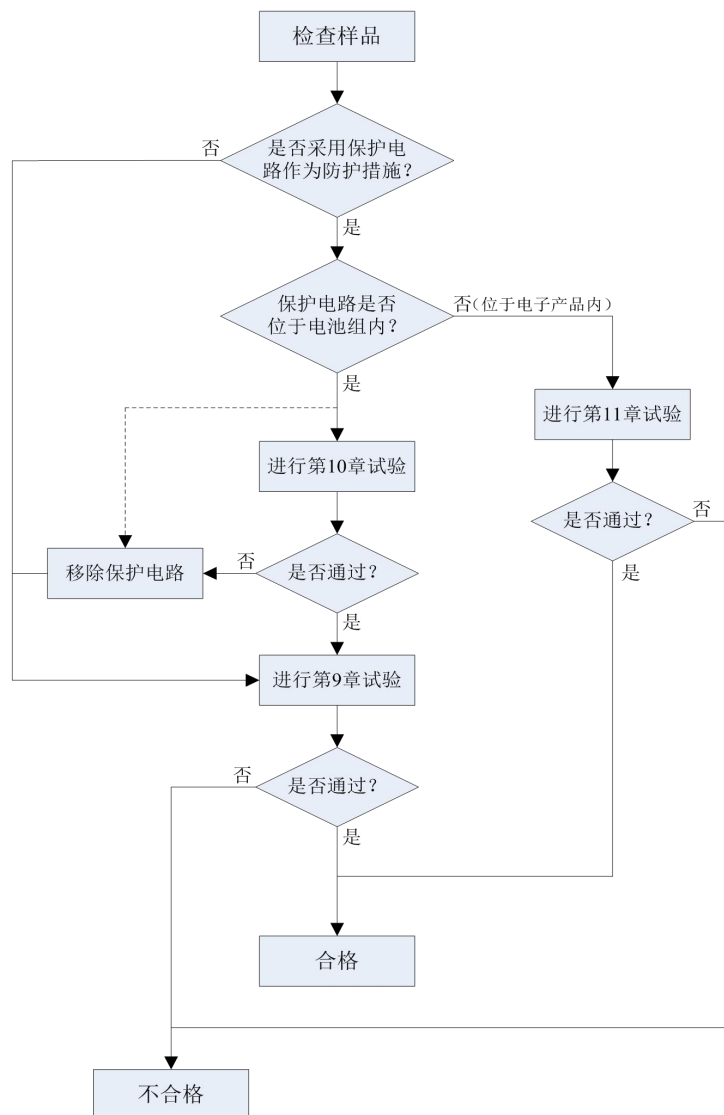 检查样品
否
是否采用保护电
路作为防护措施？
是
保护电路是否
位于电池组内？
否(位于电子产品内)
是
进行第11章试验
进行第10章试验
是否通过？
否
移除保护电路
否
是否通过？
是
是
进行第9章试验
否
是否通过？
是
合格
不合格